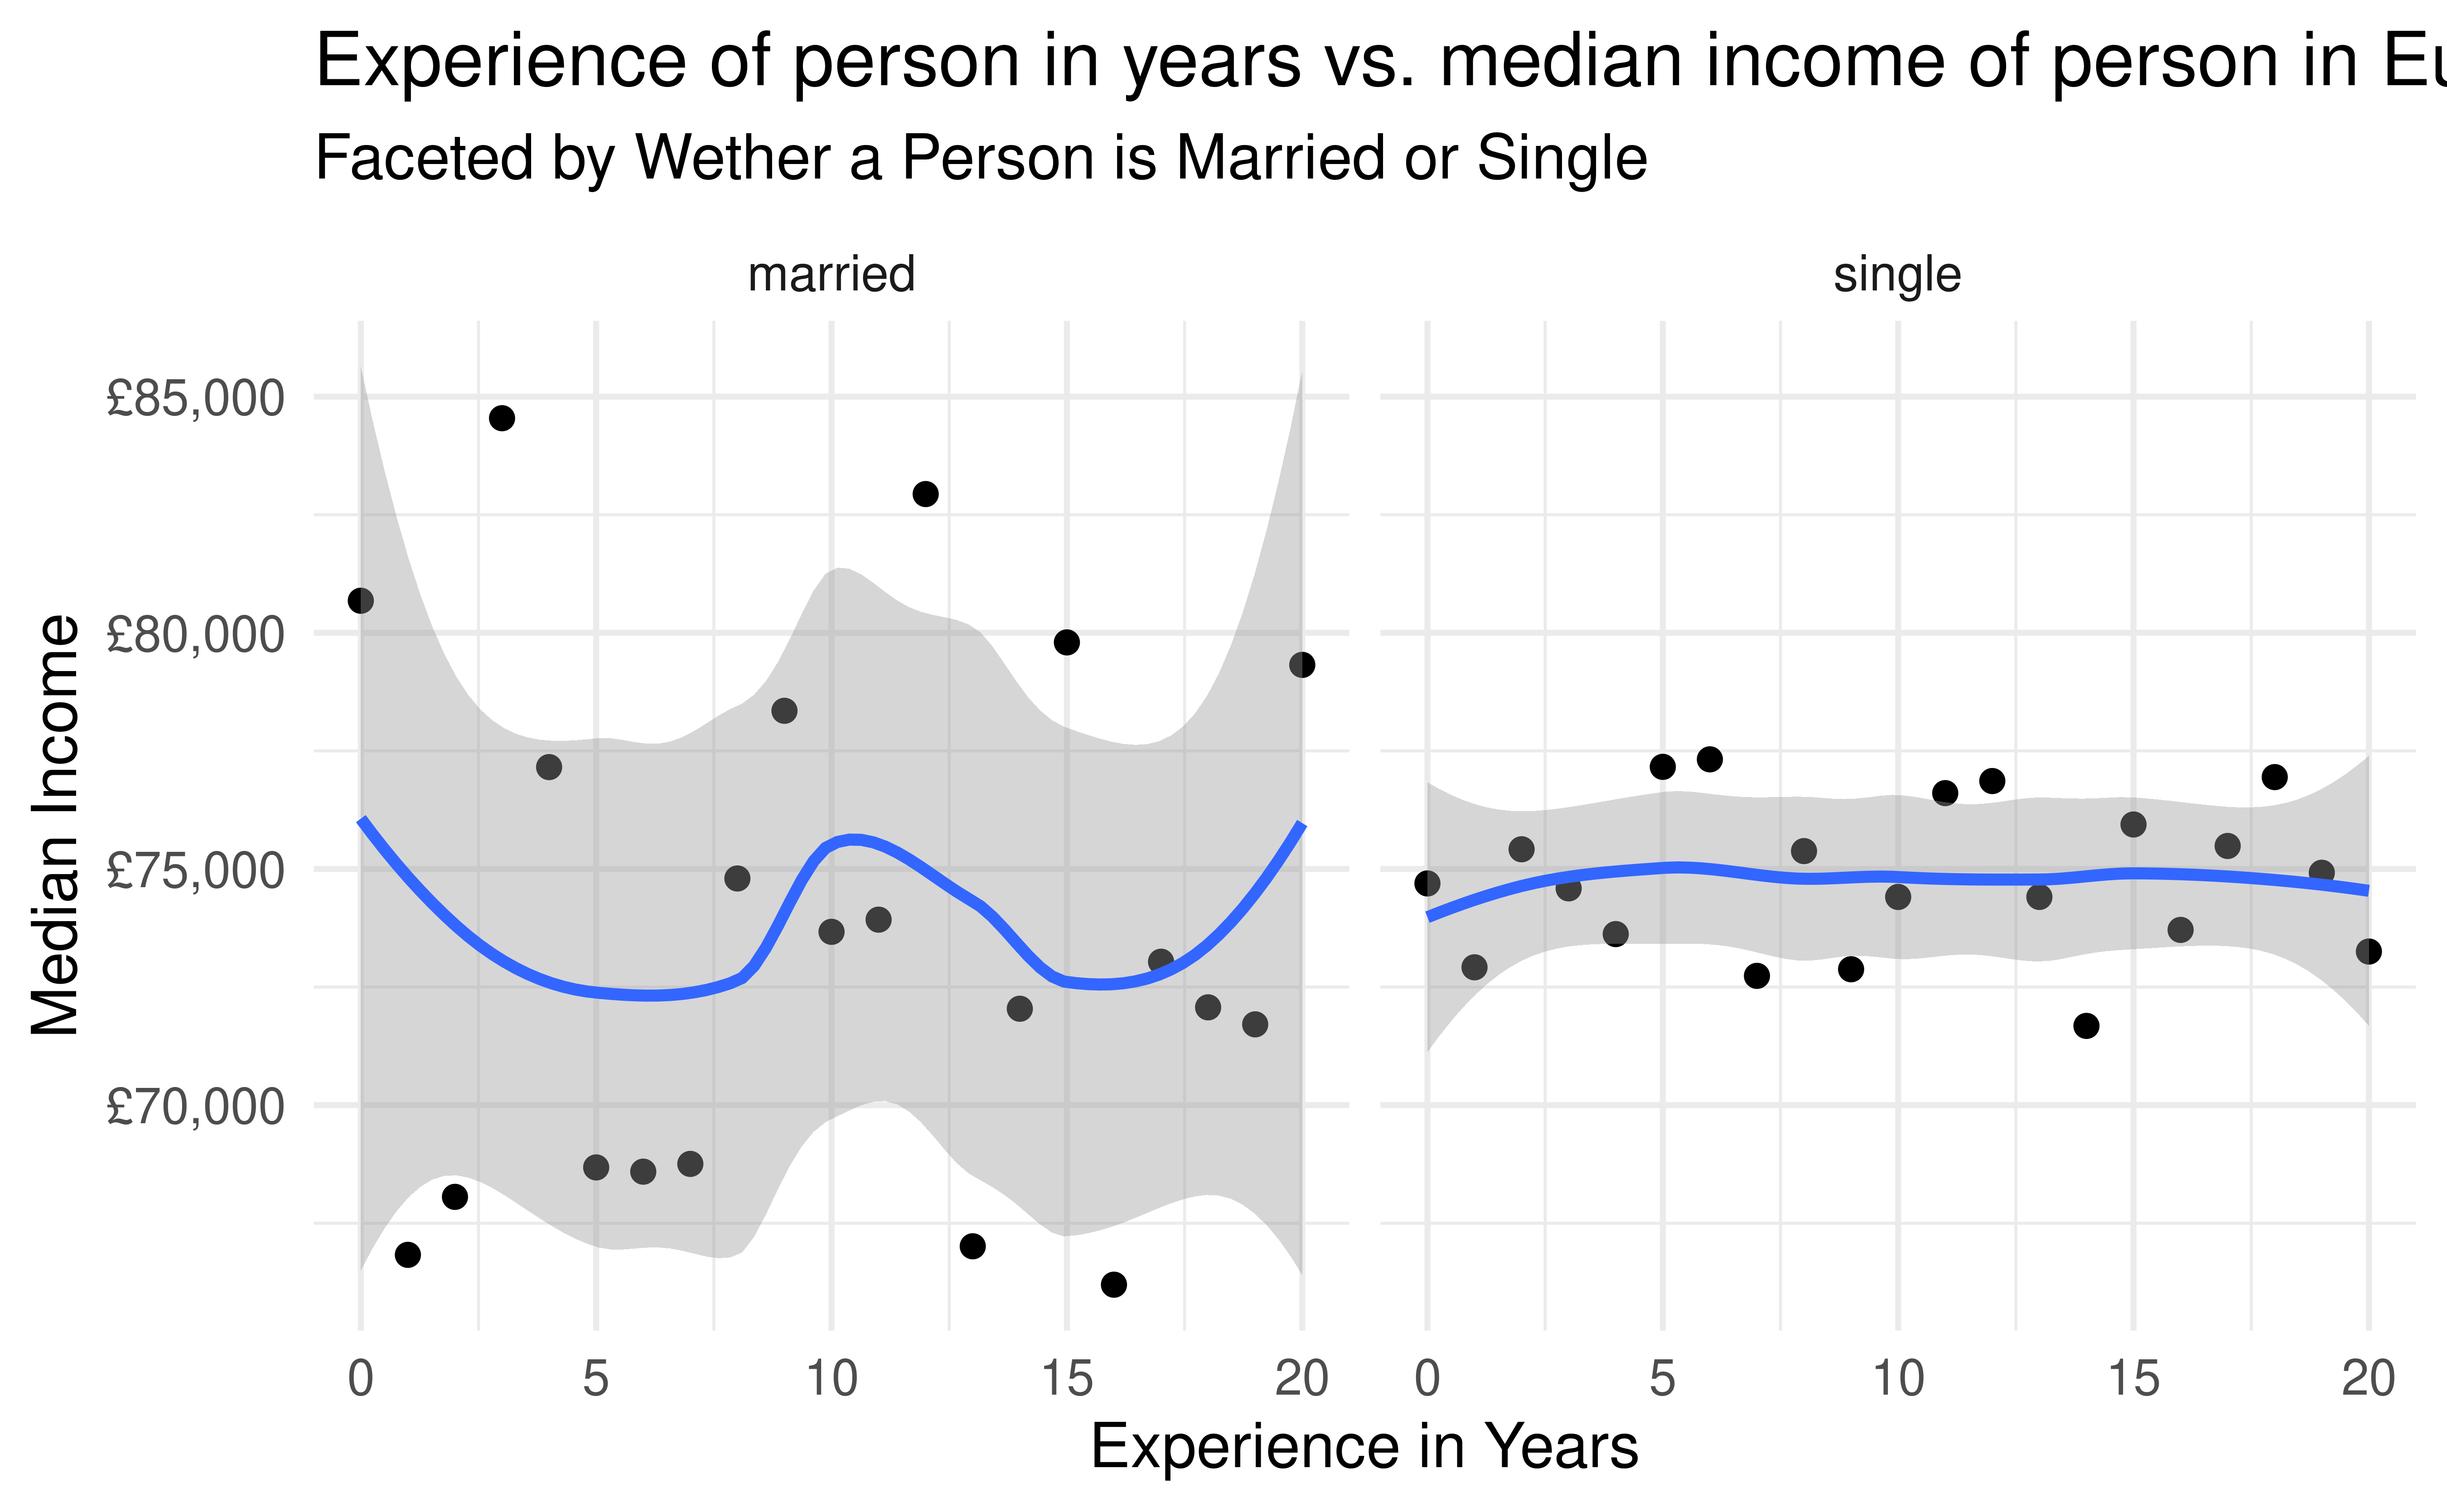 Experience of person in years vs. median income of person in Eu
Faceted by Wether a Person is Married or Single
married
single
£85,000
£80,000
£75,000
£70,000
Median Income
0 5 10 15 20 0 5 10 15 20
Experience in Years